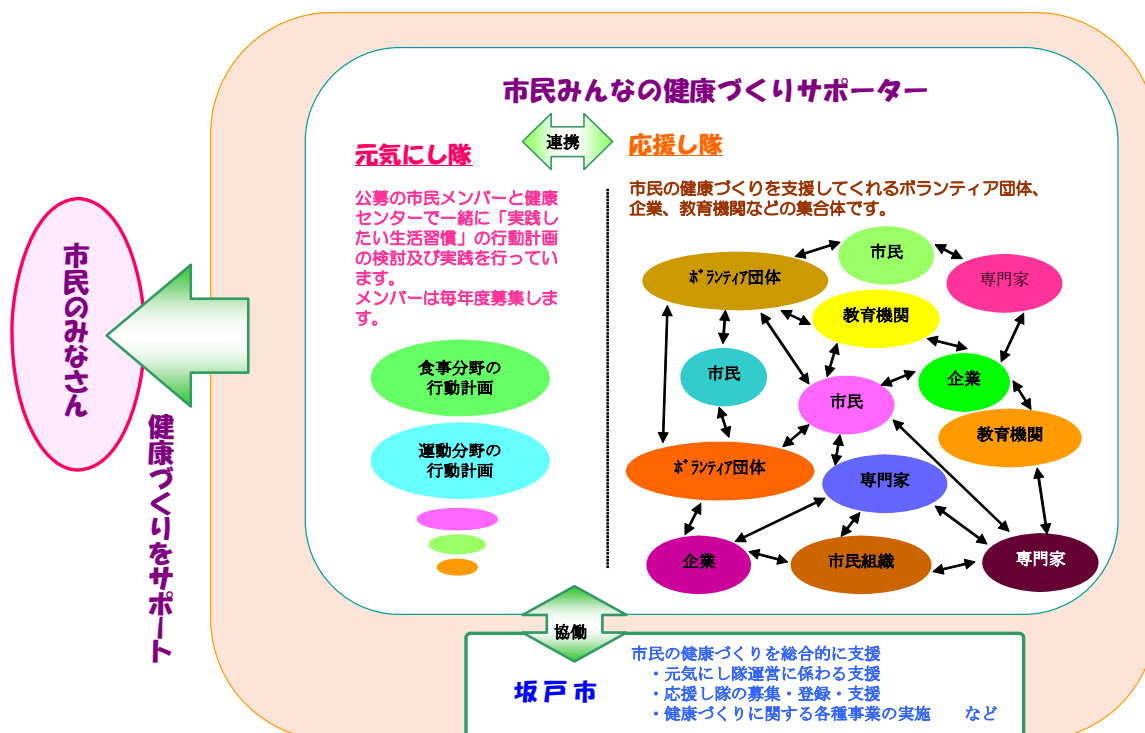 市民みんなの健康づくりサポーター
連携
元気にし隊
応援し隊
公募の市民メンバーと健康
センターで一緒に「実践し
たい生活習慣」の行動計画
の検討及び実践を行ってい
ます。
メンバーは毎年度募集しま
す。
市民の健康づくりを支援してくれるボランティア団体、
企業、教育機関などの集合体です。
食事分野の
行動計画
運動分野の
行動計画
市民
ﾎﾞﾗﾝﾃｨｱ団体
専門家
教育機関
市民
企業
市民
教育機関
ﾎﾞﾗﾝﾃｨｱ団体
専門家
企業
市民組織
専門家
市民のみなさん
健康づくりをサポート
協働
坂戸市
市民の健康づくりを総合的に支援
・元気にし隊運営に係わる支援
・応援し隊の募集・登録・支援
・健康づくりに関する各種事業の実施　　など